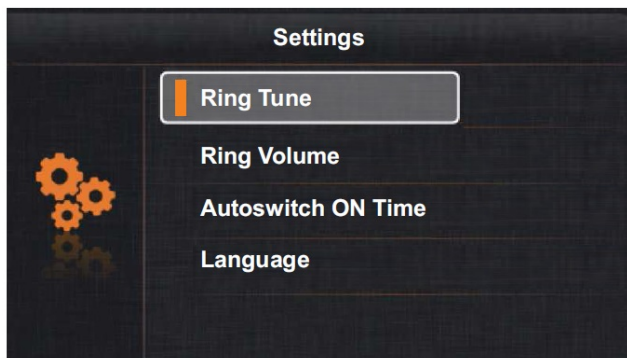 Settings
Ring Tune
Ring Volume
Autoswitch ON Time
Language